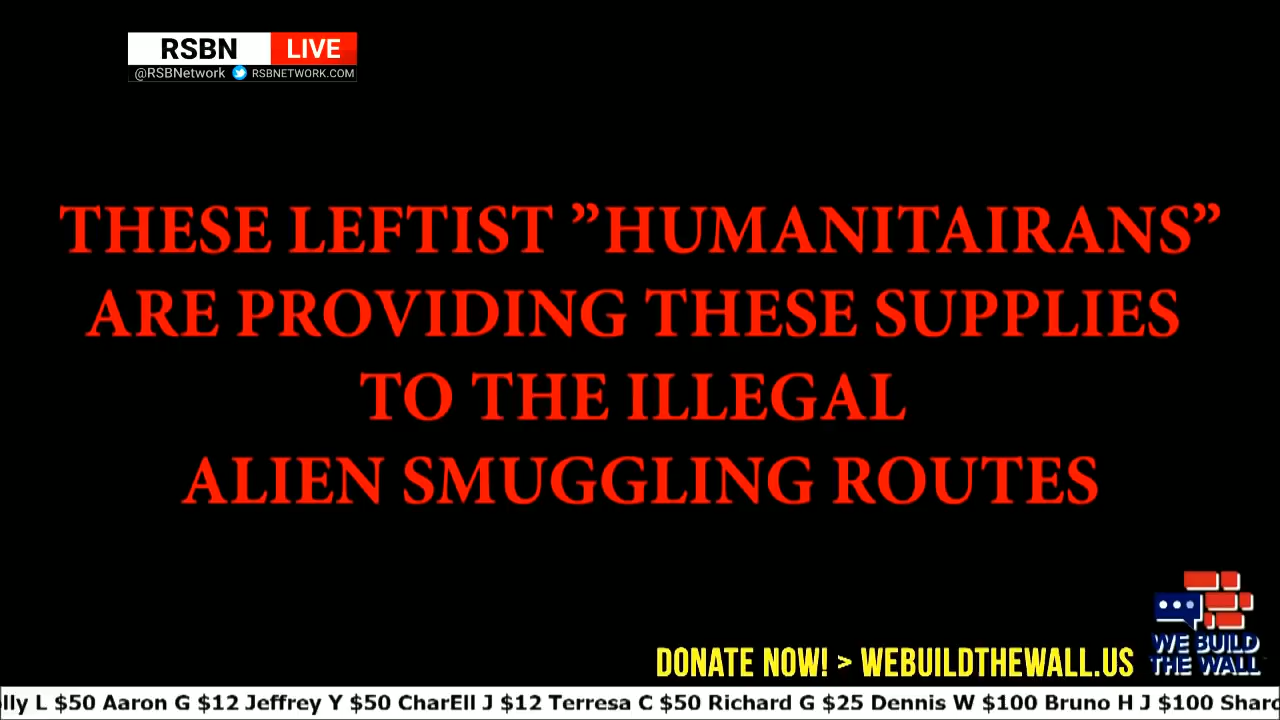 RSBN LIVE
@RSBNetwork RSBNETWORK.COM
THESE LEFTIST ”HUMANITAIRANS”
ARE PROVIDING THESE SUPPLIES
TO THE ILLEGAL
ALIEN SMUGGLING ROUTES
WE BUILD
THE WALL
DONATE NOW! > WEBUILDTHEWALL.US
lly L $50 Aaron G $12 Jeffrey Y $50 CharEll J $12 Terresa C $50 Richard G $25 Dennis W $100 Bruno H J $100